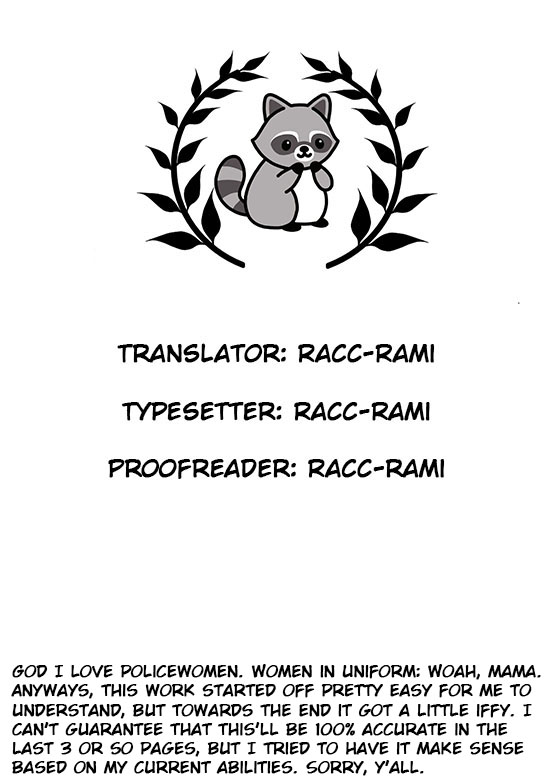 TRANSLATOR: RACC-RAMI
TYPESETTER: RACC-RAMI
PROOFREADER: RACC-RAMI
GOD I LOVE POLICEWOMEN. WOMEN IN UNIFORM: WOAH, MAMA.
ANYWAYS, THIS WORK STARTED OFF PRETTY EASY FOR ME TO
UNDERSTAND, BUT TOWARDS THE END IT GOT A LITTLE IFFY. I
CAN'T GUARANTEE THAT THIS'LL BE 100% ACCURATE IN THE
LAST 3 OR SO PAGES, BUT I TRIED TO HAVE IT MAKE SENSE
BASED ON MY CURRENT ABILITIES. SORRY, Y'ALL.